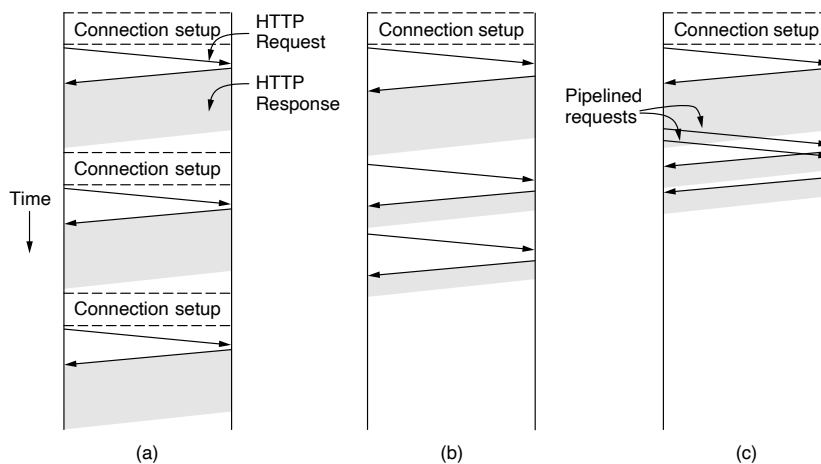 Connection setup
HTTP
Request
HTTP
Response
Connection setup
Time
Connection setup
(a)
Connection setup
(b)
Connection setup
Pipelined
requests
(c)